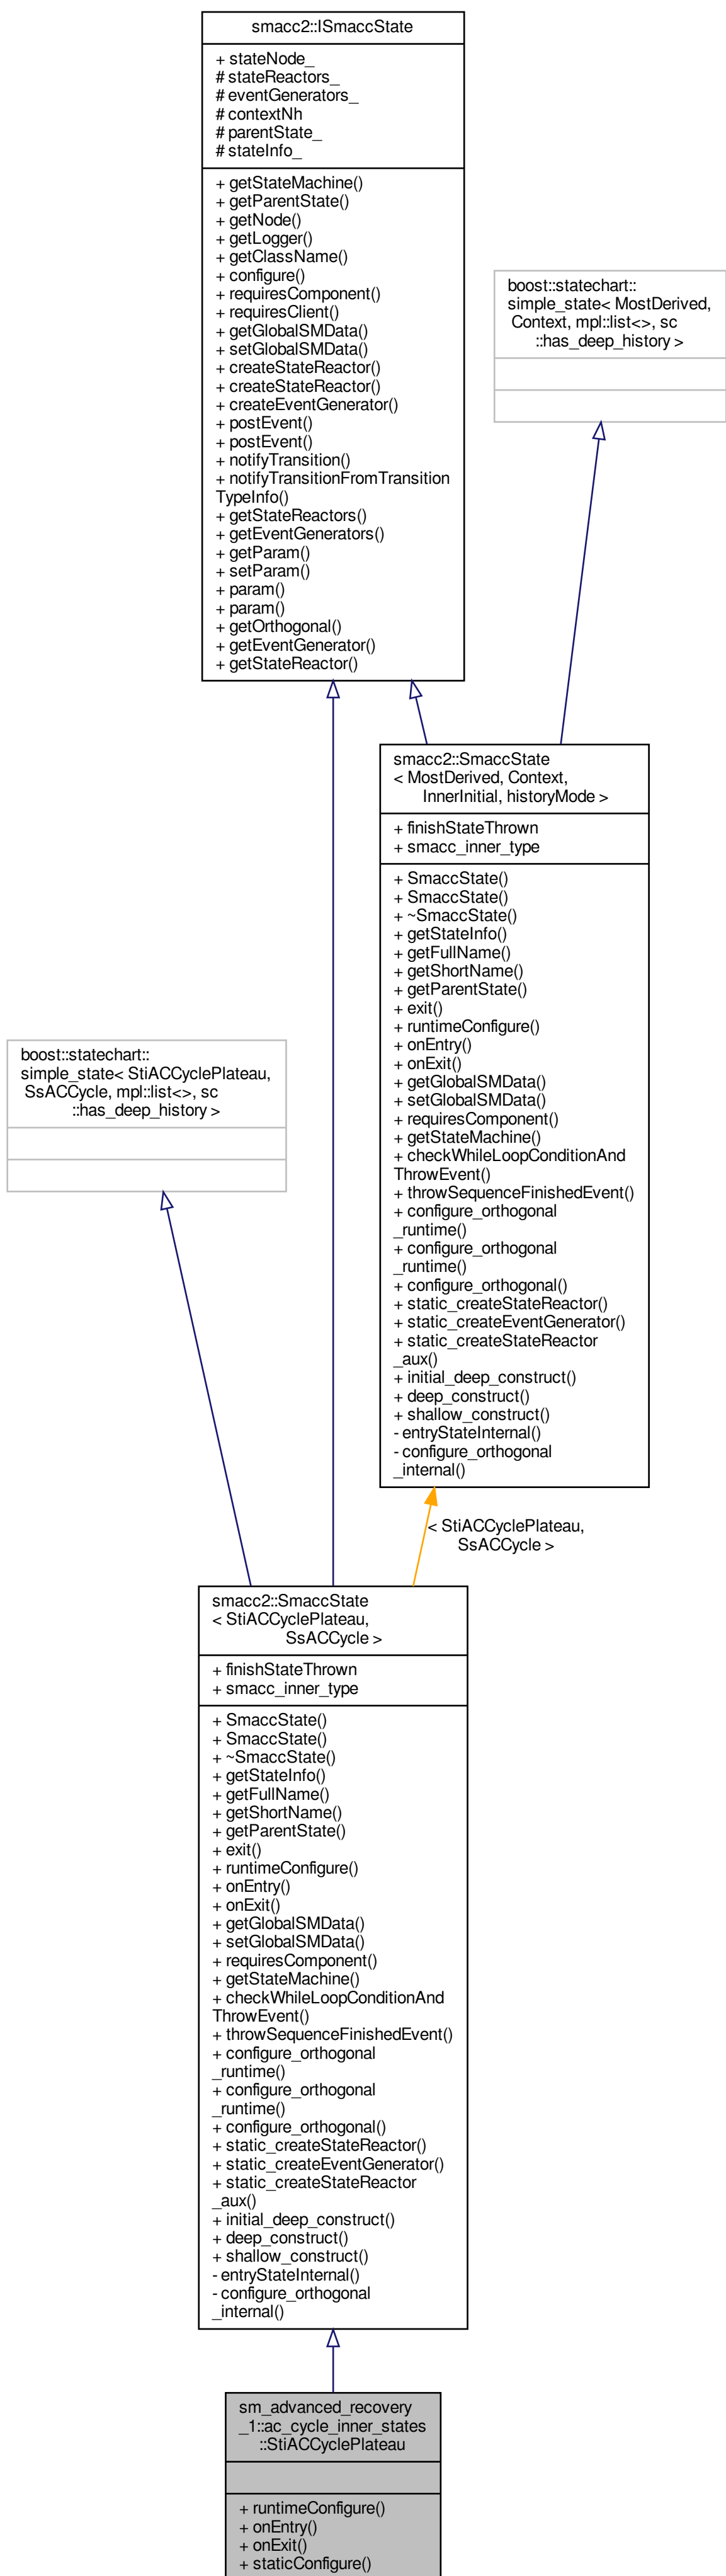 smacc2::ISmaccState
+ stateNode_
# stateReactors_
# eventGenerators_
# contextNh
# parentState_
# stateInfo_
+ getStateMachine()
+ getParentState()
+ getNode()
+ getLogger()
+ getClassName()
+ configure()
+ requiresComponent()
+ requiresClient()
+ getGlobalSMData()
+ setGlobalSMData()
+ createStateReactor()
+ createStateReactor()
+ createEventGenerator()
+ postEvent()
+ postEvent()
+ notifyTransition()
+ notifyTransitionFromTransition
TypeInfo()
+ getStateReactors()
+ getEventGenerators()
+ getParam()
+ setParam()
+ param()
+ param()
+ getOrthogonal()
+ getEventGenerator()
+ getStateReactor()
boost::statechart::
simple_state< MostDerived,
Context, mpl::list<>, sc
::has_deep_history >
smacc2::SmaccState
< MostDerived, Context,
InnerInitial, historyMode >
+ finishStateThrown
+ smacc_inner_type
+ SmaccState()
+ SmaccState()
+ ~SmaccState()
+ getStateInfo()
+ getFullName()
+ getShortName()
+ getParentState()
+ exit()
+ runtimeConfigure()
+ onEntry()
+ onExit()
+ getGlobalSMData()
+ setGlobalSMData()
+ requiresComponent()
+ getStateMachine()
+ checkWhileLoopConditionAnd
ThrowEvent()
+ throwSequenceFinishedEvent()
+ configure_orthogonal
_runtime()
+ configure_orthogonal
_runtime()
+ configure_orthogonal()
+ static_createStateReactor()
+ static_createEventGenerator()
+ static_createStateReactor
_aux()
+ initial_deep_construct()
+ deep_construct()
+ shallow_construct()
- entryStateInternal()
- configure_orthogonal
_internal()
boost::statechart::
simple_state< StiACCyclePlateau,
SsACCycle, mpl::list<>, sc
::has_deep_history >
< StiACCyclePlateau,
SsACCycle >
smacc2::SmaccState
< StiACCyclePlateau,
SsACCycle >
+ finishStateThrown
+ smacc_inner_type
+ SmaccState()
+ SmaccState()
+ ~SmaccState()
+ getStateInfo()
+ getFullName()
+ getShortName()
+ getParentState()
+ exit()
+ runtimeConfigure()
+ onEntry()
+ onExit()
+ getGlobalSMData()
+ setGlobalSMData()
+ requiresComponent()
+ getStateMachine()
+ checkWhileLoopConditionAnd
ThrowEvent()
+ throwSequenceFinishedEvent()
+ configure_orthogonal
_runtime()
+ configure_orthogonal
_runtime()
+ configure_orthogonal()
+ static_createStateReactor()
+ static_createEventGenerator()
+ static_createStateReactor
_aux()
+ initial_deep_construct()
+ deep_construct()
+ shallow_construct()
- entryStateInternal()
- configure_orthogonal
_internal()
sm_advanced_recovery
_1::ac_cycle_inner_states
::StiACCyclePlateau
+ runtimeConfigure()
+ onEntry()
+ onExit()
+ staticConfigure()